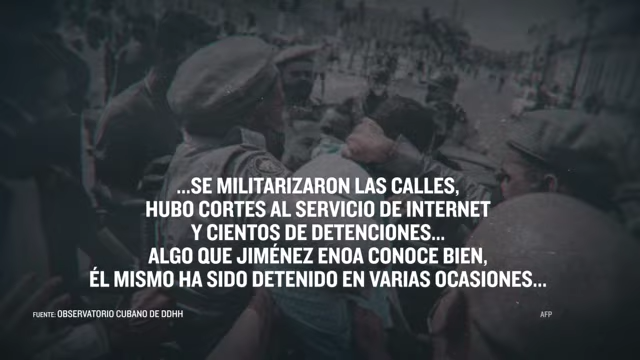 ...SE MILITARIZARON LAS CALLES,
HUBO CORTES AL SERVICIO DE INTERNET
Y CIENTOS DE DETENCIONES...
ALGO QUE JIMÉNEZ ENOA CONOCE BIEN,
ÉL MISMO HA SIDO DETENIDO EN VARIAS OCASIONES...
FUENTE: OBSERVATORIO CUBANO DE DDHH
AFP